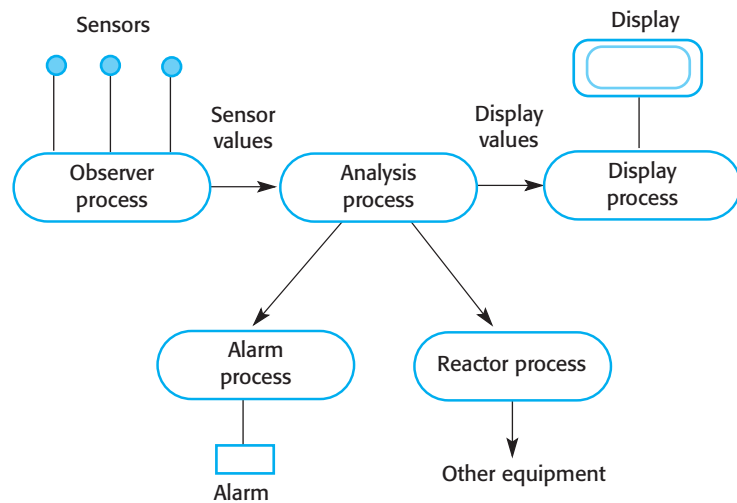 Sensors
Display
Sensor
values
Display
values
Observer
process
Analysis
process
Display
process
Alarm
process
Reactor process
Other equipment
Alarm